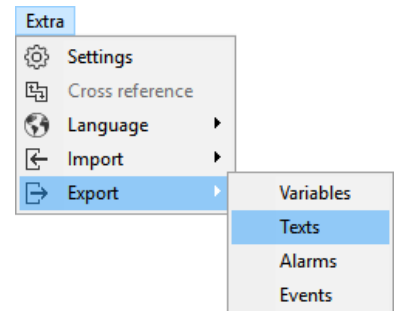 Extra
Settings
Cross reference
Language
Import
Export
Variables
Texts
Alarms
Events